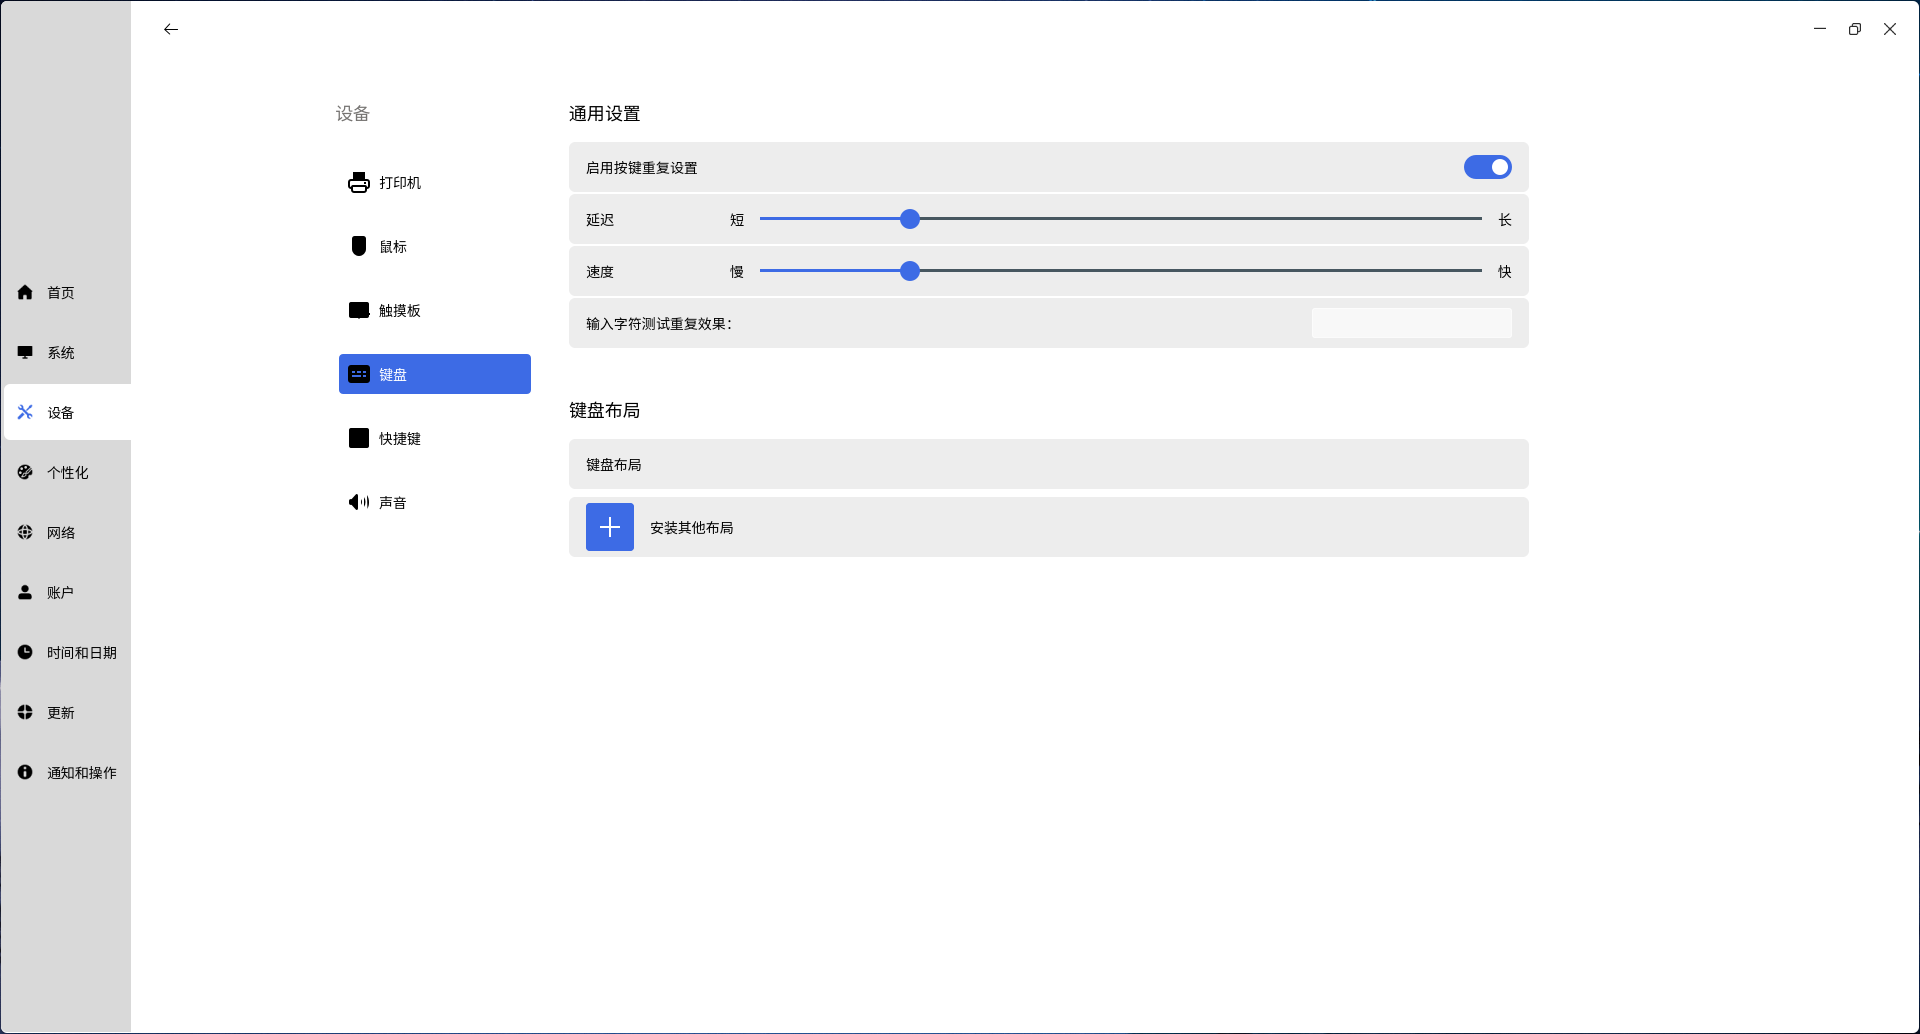 首页
系统
设备
个性化
网络
账户
时间和日期
更新
通知和操作
设备
打印机
鼠标
触摸板
键盘
快捷键
声音
通用设置
启用按键重复设置
延迟 短 长
速度 慢 快
输入字符测试重复效果：
键盘布局
键盘布局
安装其他布局